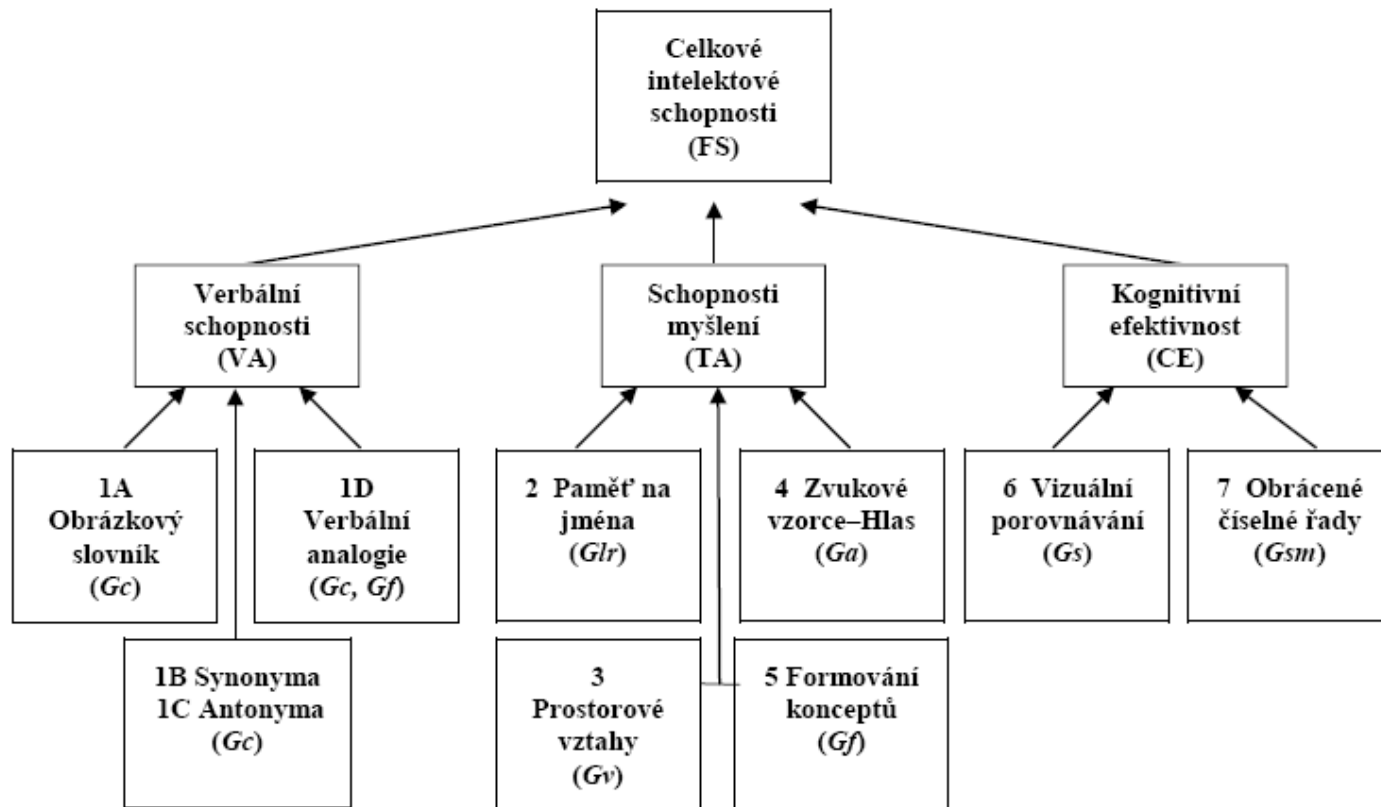 Celkové
intelektové
schopnosti
(FS)
Verbální
schopnosti
(VA)
Schopnosti
myšlení
(TA)
Kognitivní
efektivnost
(CE)
1A
Obrázkový
slovník
(Gc)
1D
Verbální
analogie
(Gc, Gf)
2 Paměť na
jména
(Glr)
4 Zvukové
vzorce–Hlas
(Ga)
6 Vizuální
porovnávání
(Gs)
7 Obrácené
číselné řady
(Gsm)
1B Synonyma
1C Antonyma
(Gc)
3
Prostorové
vztahy
(Gv)
5 Formování
konceptů
(Gf)